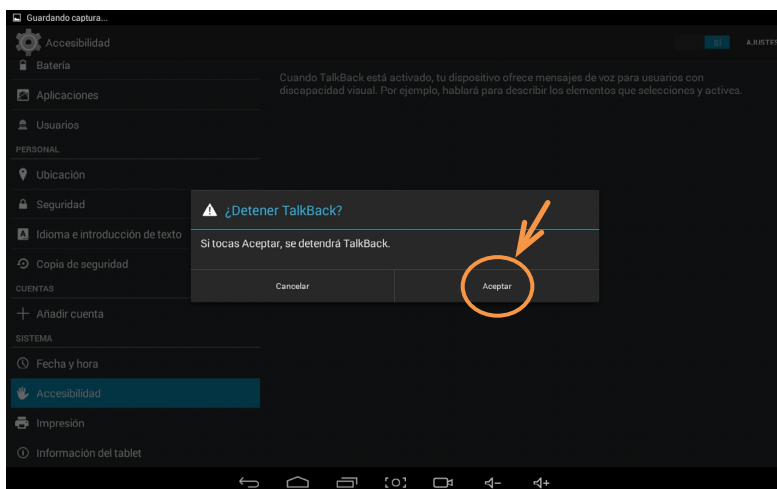 Guardando captura...
Accesibilidad
SÍ
AJUSTES
Batería
Aplicaciones
Usuarios
PERSONAL
Ubicación
Seguridad
Idioma e introducción de texto
Copia de seguridad
CUENTAS
Añadir cuenta
SISTEMA
Fecha y hora
Accesibilidad
Impresión
Información del tablet
Cuando TalkBack está activado, tu dispositivo ofrece mensajes de voz para usuarios con
discapacidad visual. Por ejemplo, hablará para describir los elementos que selecciones y actives.
¿Detener TalkBack?
Si tocas Aceptar, se detendrá TalkBack.
Cancelar
Aceptar